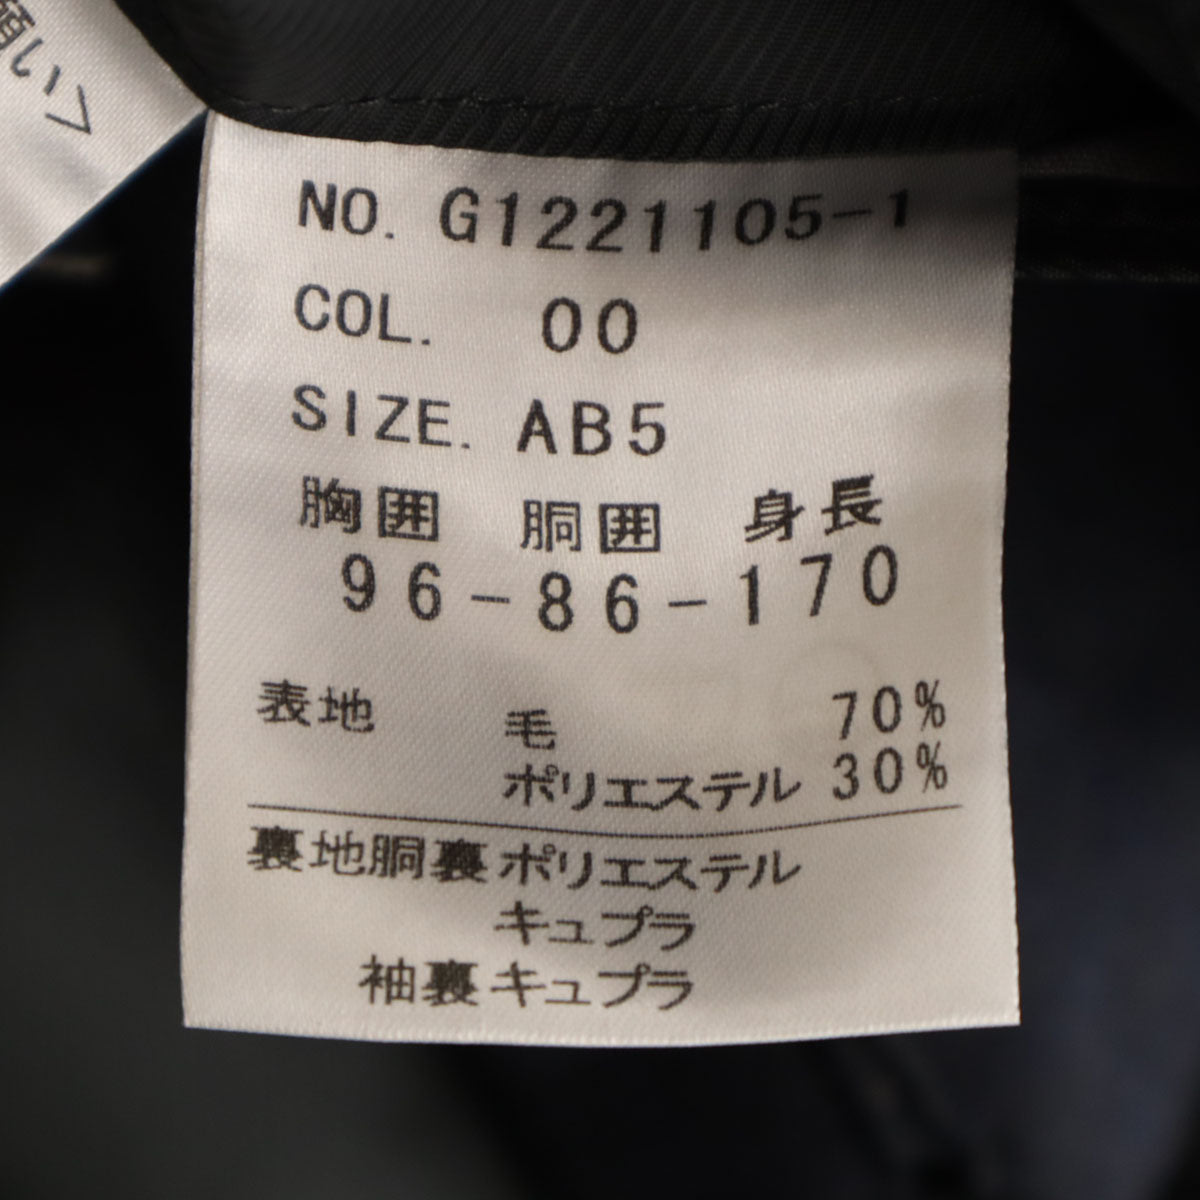 願い
NO. G1221105-1
COL. 00
SIZE. AB5
胸囲 胴囲 身長
96-86-170
表地 毛 70%
ポリエステル 30%
裏地胴裏ポリエステル
キュプラ
袖裏キュプラ